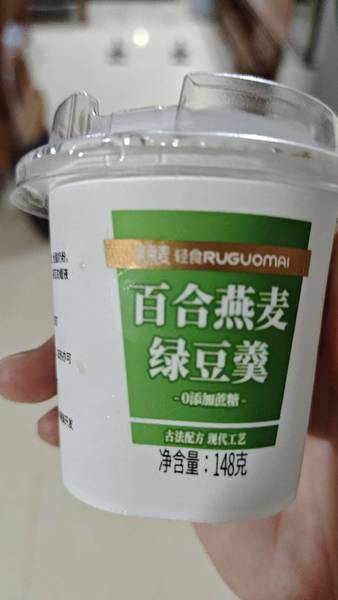 轻食RUGUOMAI
百合燕麦
绿豆羹
-0添加蔗糖-
古法配方 现代工艺
净含量：148克